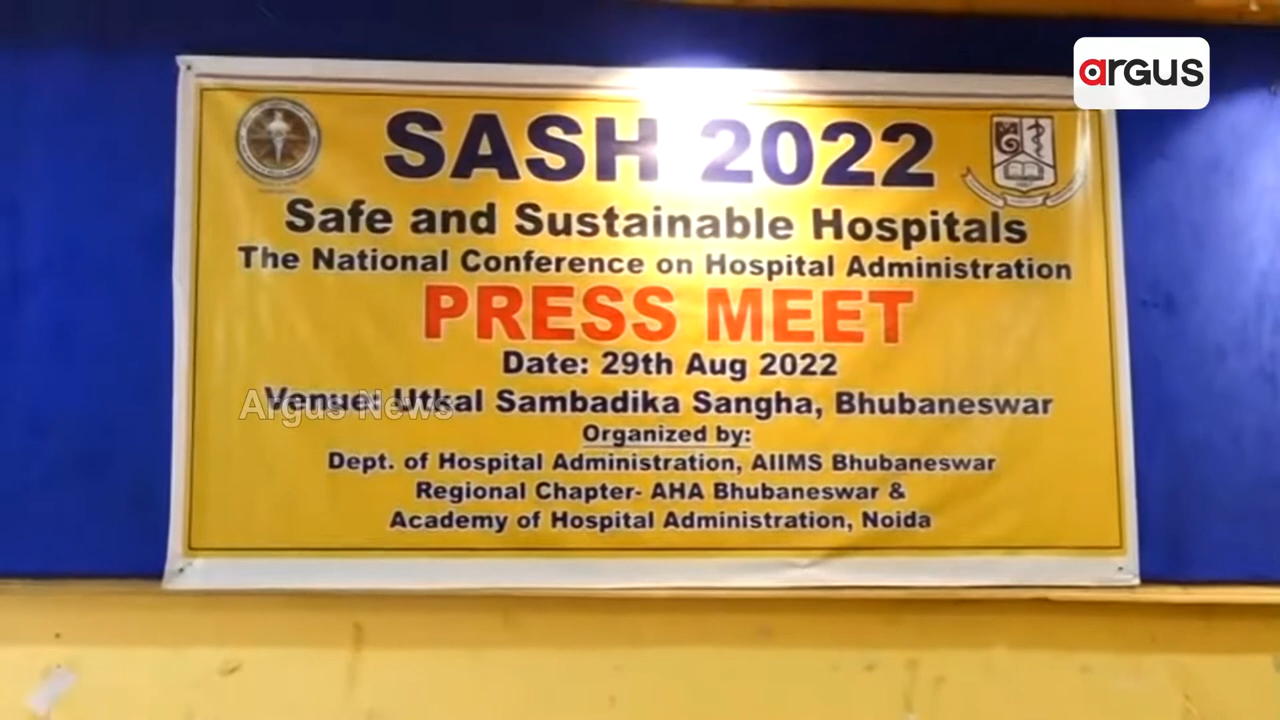 argus
SASH 2022
Safe and Sustainable Hospitals
The National Conference on Hospital Administration
PRESS MEET
Date: 29th Aug 2022
Venue: Utkal Sambadika Sangha, Bhubaneswar
Argus News
Organized by:
Dept. of Hospital Administration, AIIMS Bhubaneswar
Regional Chapter- AHA Bhubaneswar &
Academy of Hospital Administration, Noida